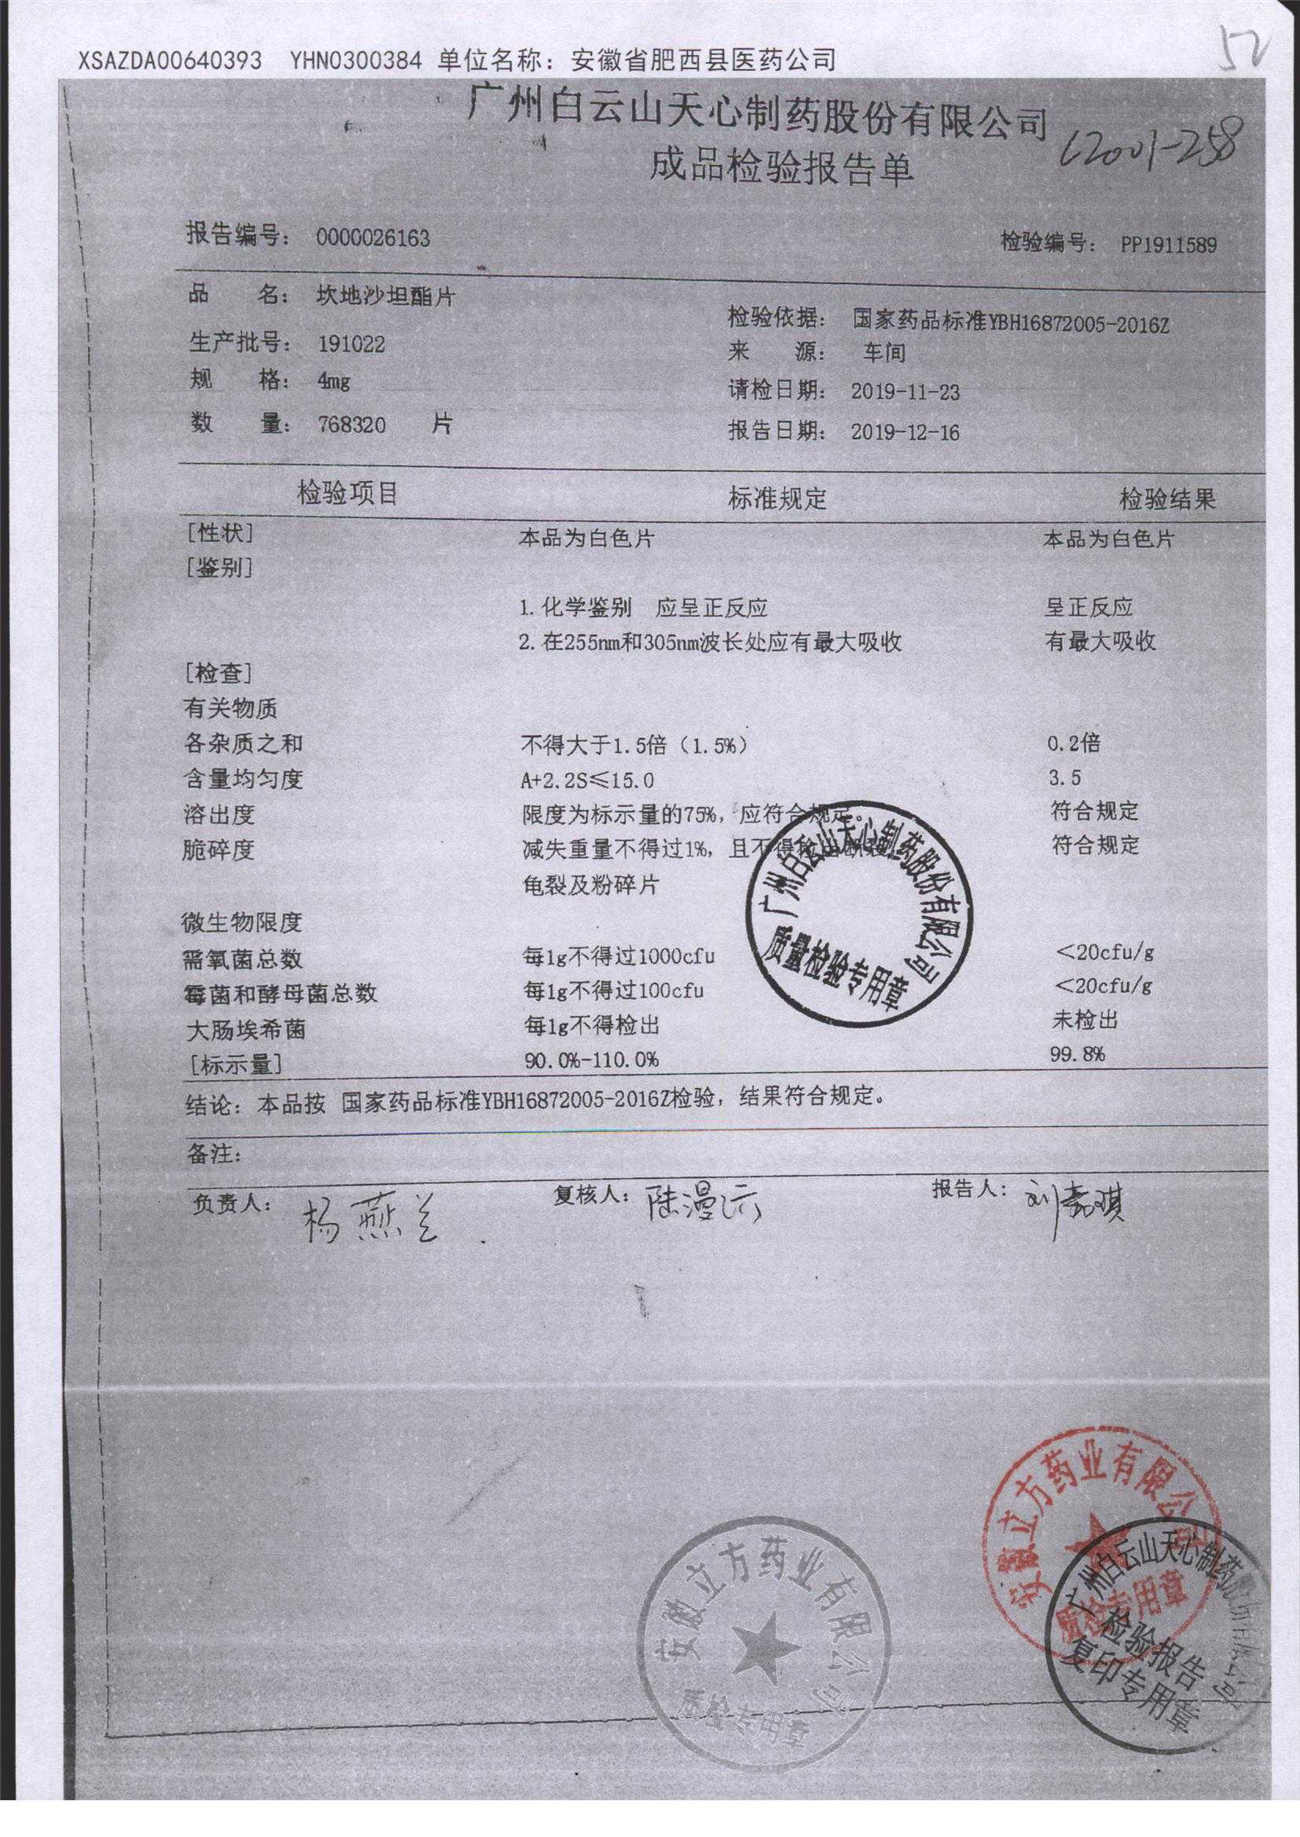 XSAZDA00640393 YHN0300384 单位名称：安徽省肥西县医药公司
52
广州白云山天心制药股份有限公司
成品检验报告单
L2001-258
报告编号： 0000026163 检验编号： PP1911589
品 名： 坎地沙坦酯片
检验依据： 国家药品标准YBH16872005-2016Z
生产批号： 191022
来 源： 车间
规 格： 4mg
请检日期： 2019-11-23
数 量： 768320 片
报告日期： 2019-12-16
检验项目 标准规定 检验结果
[性状] 本品为白色片 本品为白色片
[鉴别]
1.化学鉴别 应呈正反应 呈正反应
2.在255nm和305nm波长处应有最大吸收 有最大吸收
[检查]
有关物质
各杂质之和 不得大于1.5倍（1.5%） 0.2倍
含量均匀度 A+2.2S≤15.0 3.5
溶出度 限度为标示量的75%，应符合规定。 符合规定
脆碎度 减失重量不得过1%，且不得检出 符合规定
龟裂及粉碎片
微生物限度
需氧菌总数 每1g不得过1000cfu <20cfu/g
霉菌和酵母菌总数 每1g不得过100cfu <20cfu/g
大肠埃希菌 每1g不得检出 未检出
[标示量] 90.0%-110.0% 99.8%
结论：本品按 国家药品标准YBH16872005-2016Z检验，结果符合规定。
备注：
负责人： 杨燕兰 复核人： 陆漫 报告人： 刘嘉琪
广州白云山天心制药股份有限公司
质量检验专用章
安徽立方药业有限公司
质检专用章
安徽立方药业有限公司
质检专用章
广州白云山天心制药股份有限公司
检验报告
复印专用章